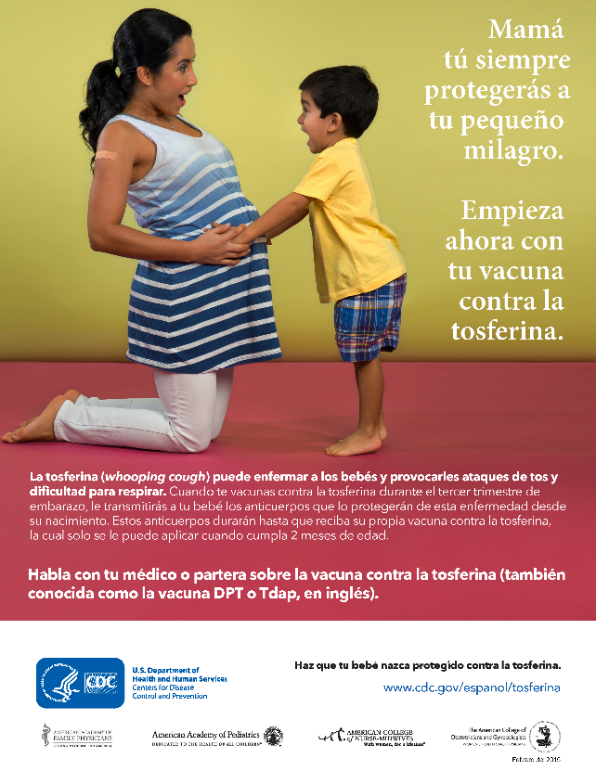 Mamá
tú siempre
protegerás a
tu pequeño
milagro.
Empieza
ahora con
tu vacuna
contra la
tosferina.
La tosferina (whooping cough) puede enfermar a los bebés y provocarles ataques de tos y
dificultad para respirar. Cuando te vacunas contra la tosferina durante el tercer trimestre de
embarazo, le transmitirás a tu bebé los anticuerpos que lo protegerán de esta enfermedad desde
su nacimiento. Estos anticuerpos durarán hasta que reciba su propia vacuna contra la tosferina,
la cual solo se le puede aplicar cuando cumpla 2 meses de edad.
Habla con tu médico o partera sobre la vacuna contra la tosferina (también
conocida como la vacuna DPT o Tdap, en inglés).
CDC
U.S. Department of
Health and Human Services
Centers for Disease
Control and Prevention
Haz que tu bebé nazca protegido contra la tosferina.
www.cdc.gov/espanol/tosferina
AMERICAN ACADEMY OF
FAMILY PHYSICIANS
American Academy of Pediatrics
DEDICATED TO THE HEALTH OF ALL CHILDREN
AMERICAN COLLEGE
of NURSE-MIDWIVES
With women, for a lifetime
The American College of
Obstetricians and Gynecologists
Febrero de 2015